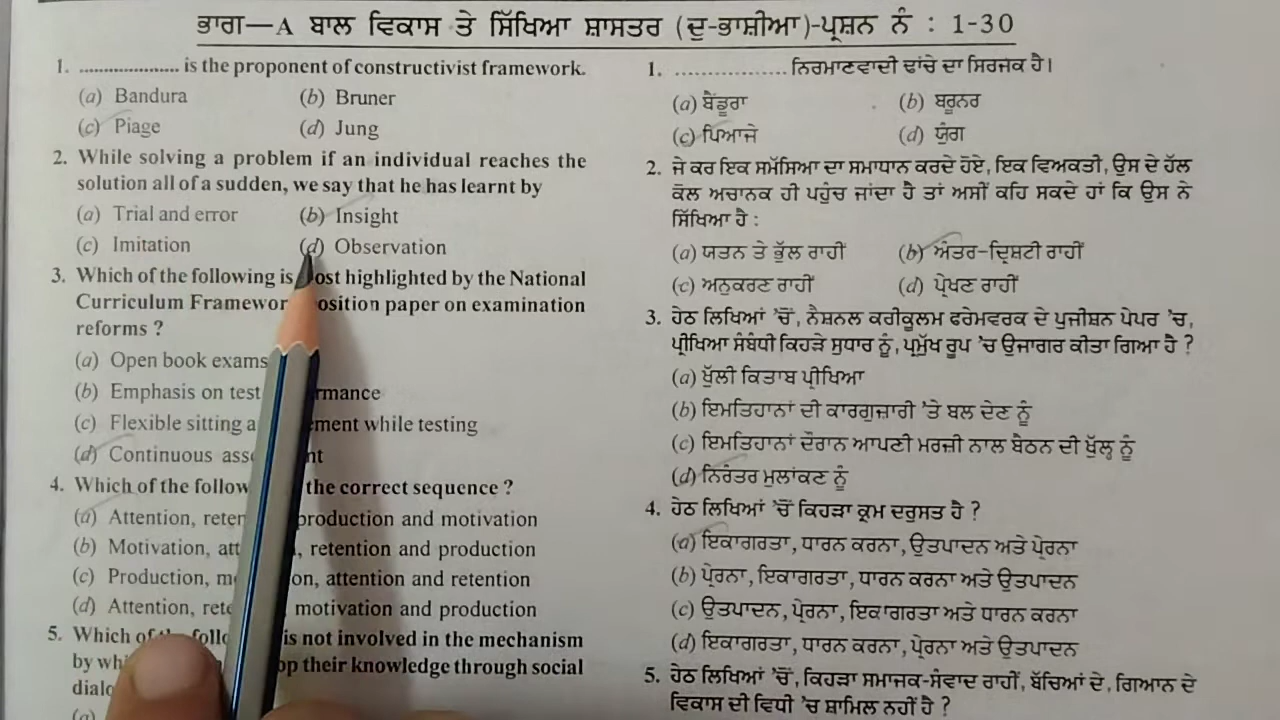 ਭਾਗ—A ਬਾਲ ਵਿਕਾਸ ਤੇ ਸਿੱਖਿਆ ਸ਼ਾਸਤਰ (ਦੁ-ਭਾਸ਼ੀਆ)-ਪ੍ਰਸ਼ਨ ਨੰ : 1-30
1. .................... is the proponent of constructivist framework.
(a) Bandura (b) Bruner
(c) Piage (d) Jung
2. While solving a problem if an individual reaches the
solution all of a sudden, we say that he has learnt by
(a) Trial and error (b) Insight
(c) Imitation (d) Observation
3. Which of the following is most highlighted by the National
Curriculum Framewor position paper on examination
reforms ?
(a) Open book exams
(b) Emphasis on test
(c) Flexible sitting a ment while testing
(d) Continuous
4. Which of the follow the correct sequence ?
(a) Attention, production and motivation
(b) Motivation, retention and production
(c) Production, attention and retention
(d) Attention, motivation and production
5. Which of is not involved in the mechanism
by their knowledge through social
(a)
1. ................. ਨਿਰਮਾਣਵਾਦੀ ਢਾਂਚੇ ਦਾ ਸਿਰਜਕ ਹੈ।
(a) ਬੈਂਡੂਰਾ (b) ਬਰੂਨਰ
(c) ਪਿਆਜੇ (d) ਯੁੰਗ
2. ਜੇ ਕਰ ਇਕ ਸਮੱਸਿਆ ਦਾ ਸਮਾਧਾਨ ਕਰਦੇ ਹੋਏ, ਇਕ ਵਿਅਕਤੀ, ਉਸ ਦੇ ਹੱਲ
ਕੋਲ ਅਚਾਨਕ ਹੀ ਪਹੁੰਚ ਜਾਂਦਾ ਹੈ ਤਾਂ ਅਸੀਂ ਕਹਿ ਸਕਦੇ ਹਾਂ ਕਿ ਉਸ ਨੇ
ਸਿੱਖਿਆ ਹੈ :
(a) ਯਤਨ ਤੇ ਭੁੱਲ ਰਾਹੀਂ (b) ਅੰਤਰ-ਦ੍ਰਿਸ਼ਟੀ ਰਾਹੀਂ
(c) ਅਨੁਕਰਣ ਰਾਹੀਂ (d) ਪ੍ਰੇਖਣ ਰਾਹੀਂ
3. ਹੇਠ ਲਿਖਿਆਂ 'ਚੋਂ, ਨੈਸ਼ਨਲ ਕਰੀਕੂਲਮ ਫਰੇਮਵਰਕ ਦੇ ਪੁਜੀਸ਼ਨ ਪੇਪਰ 'ਚ,
ਪ੍ਰੀਖਿਆ ਸੰਬੰਧੀ ਕਿਹੜੇ ਸੁਧਾਰ ਨੂੰ, ਪ੍ਰਮੁੱਖ ਰੂਪ 'ਚ ਉਜਾਗਰ ਕੀਤਾ ਗਿਆ ਹੈ ?
(a) ਖੁੱਲੀ ਕਿਤਾਬ ਪ੍ਰੀਖਿਆ
(b) ਇਮਤਿਹਾਨਾਂ ਦੀ ਕਾਰਗੁਜ਼ਾਰੀ 'ਤੇ ਬਲ ਦੇਣ ਨੂੰ
(c) ਇਮਤਿਹਾਨਾਂ ਦੌਰਾਨ ਆਪਣੀ ਮਰਜ਼ੀ ਨਾਲ ਬੈਠਨ ਦੀ ਖੁੱਲ੍ਹ ਨੂੰ
(d) ਨਿਰੰਤਰ ਮੁਲਾਂਕਣ ਨੂੰ
4. ਹੇਠ ਲਿਖਿਆਂ 'ਚੋਂ ਕਿਹੜਾ ਕ੍ਰਮ ਦਰੁਸਤ ਹੈ ?
(a) ਇਕਾਗਰਤਾ, ਧਾਰਨ ਕਰਨਾ, ਉਤਪਾਦਨ ਅਤੇ ਪ੍ਰੇਰਨਾ
(b) ਪ੍ਰੇਰਨਾ, ਇਕਾਗਰਤਾ, ਧਾਰਨ ਕਰਨਾ ਅਤੇ ਉਤਪਾਦਨ
(c) ਉਤਪਾਦਨ, ਪ੍ਰੇਰਨਾ, ਇਕਾਗਰਤਾ ਅਤੇ ਧਾਰਨ ਕਰਨਾ
(d) ਇਕਾਗਰਤਾ, ਧਾਰਨ ਕਰਨਾ, ਪ੍ਰੇਰਨਾ ਅਤੇ ਉਤਪਾਦਨ
5. ਹੇਠ ਲਿਖਿਆਂ 'ਚੋਂ, ਕਿਹੜਾ ਸਮਾਜਕ-ਸੰਵਾਦ ਰਾਹੀਂ, ਬੱਚਿਆਂ ਦੇ, ਗਿਆਨ ਦੇ
ਵਿਕਾਸ ਦੀ ਵਿਧੀ 'ਚ ਸ਼ਾਮਿਲ ਨਹੀਂ ਹੈ ?